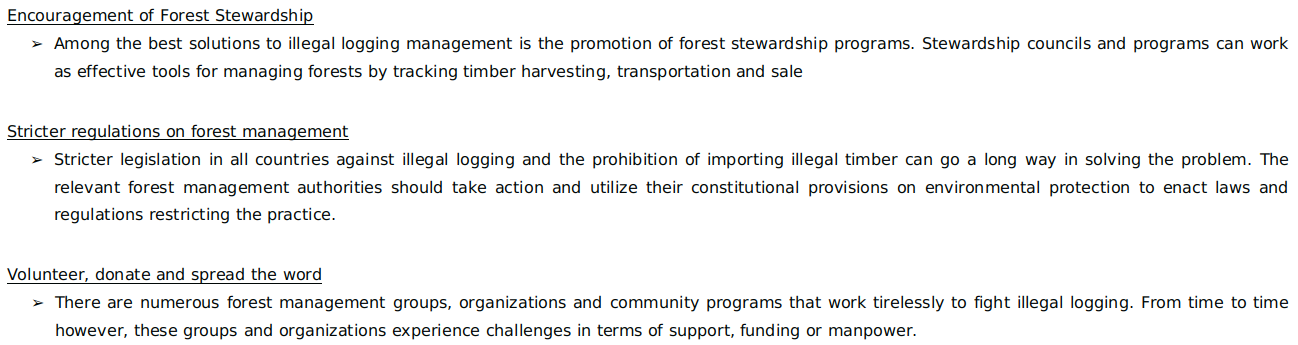 Encouragement of Forest Stewardship
➢ Among the best solutions to illegal logging management is the promotion of forest stewardship programs. Stewardship councils and programs can work
as effective tools for managing forests by tracking timber harvesting, transportation and sale
Stricter regulations on forest management
➢ Stricter legislation in all countries against illegal logging and the prohibition of importing illegal timber can go a long way in solving the problem. The
relevant forest management authorities should take action and utilize their constitutional provisions on environmental protection to enact laws and
regulations restricting the practice.
Volunteer, donate and spread the word
➢ There are numerous forest management groups, organizations and community programs that work tirelessly to fight illegal logging. From time to time
however, these groups and organizations experience challenges in terms of support, funding or manpower.